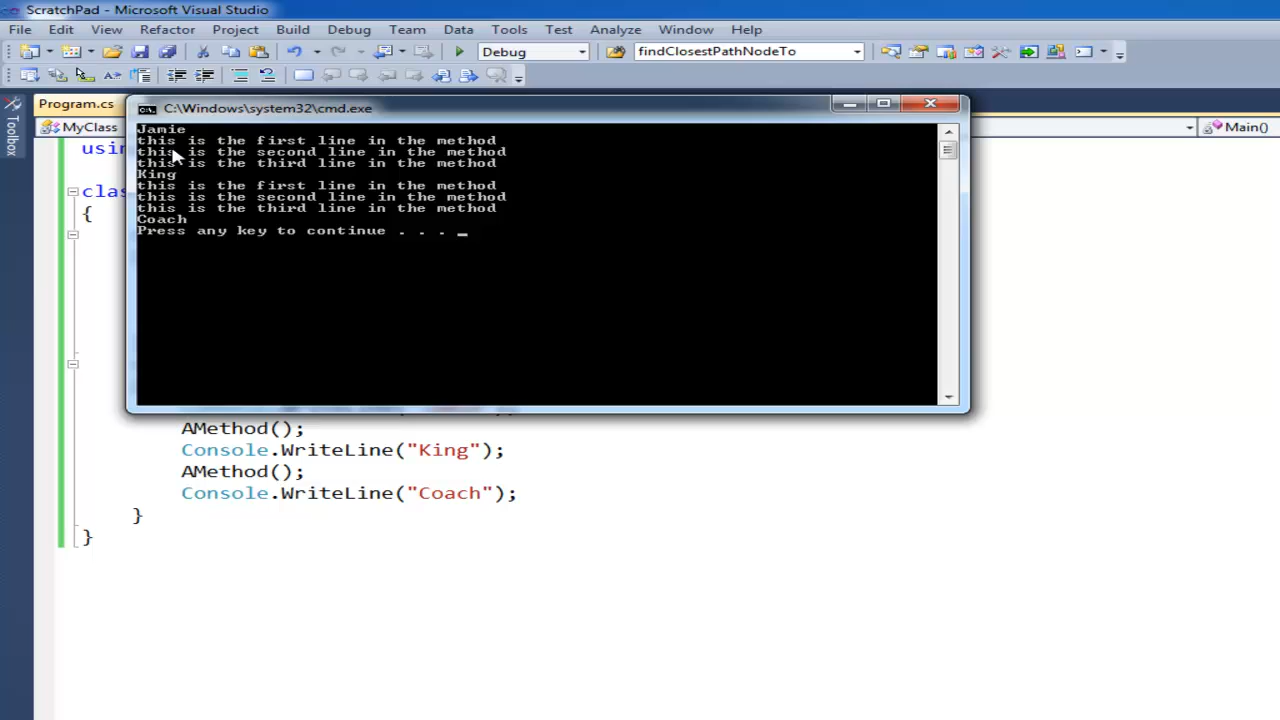 ScratchPad - Microsoft Visual Studio
File Edit View Refactor Project Build Debug Team Data Tools Test Analyze Window Help
Debug findClosestPathNodeTo
Program.cs
C:\Windows\system32\cmd.exe
Toolbox
MyClass
Main()
Jamie
this is the first line in the method
this is the second line in the method
this is the third line in the method
King
this is the first line in the method
this is the second line in the method
this is the third line in the method
Coach
Press any key to continue . . . _
usin
clas
{
AMethod();
Console.WriteLine("King");
AMethod();
Console.WriteLine("Coach");
}
}